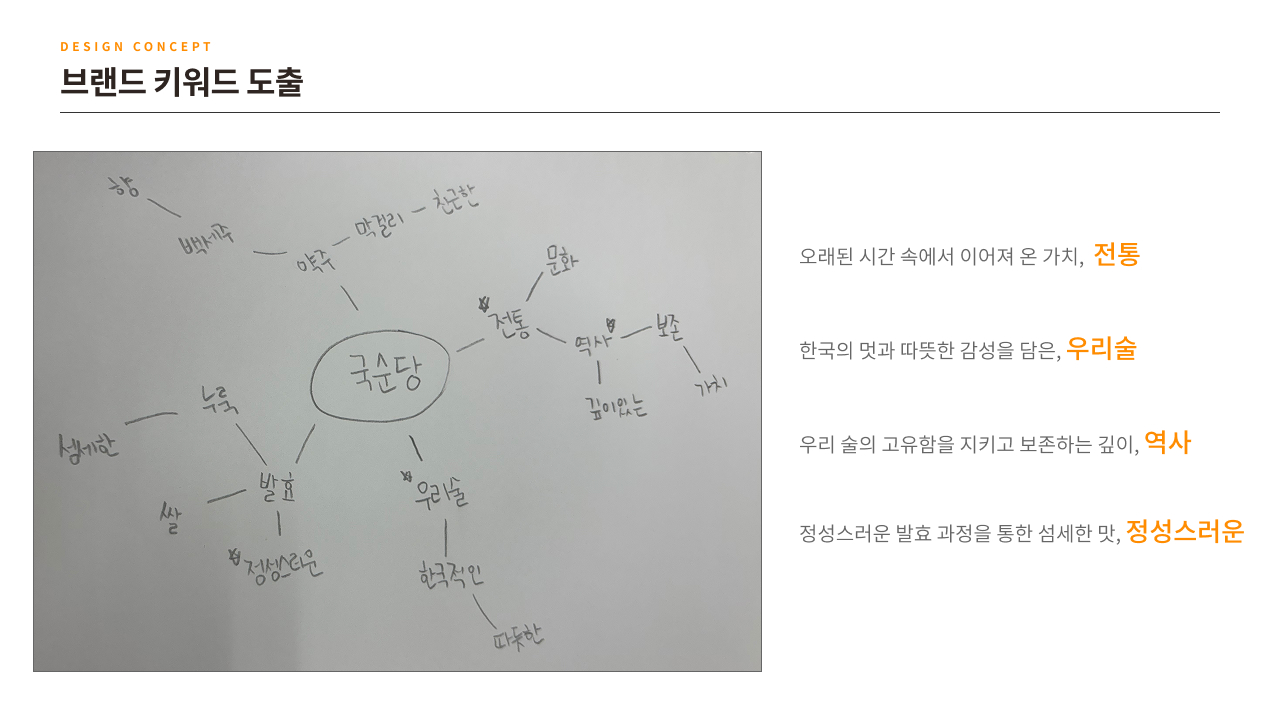 DESIGN CONCEPT
브랜드 키워드 도출
향
백세주
약주
막걸리
친근한
문화
전통
역사
보존
가치
깊이있는
국순당
누룩
섬세한
발효
쌀
정성스러운
우리술
한국적인
따뜻한
오래된 시간 속에서 이어져 온 가치, 전통
한국의 멋과 따뜻한 감성을 담은, 우리술
우리 술의 고유함을 지키고 보존하는 깊이, 역사
정성스러운 발효 과정을 통한 섬세한 맛, 정성스러운